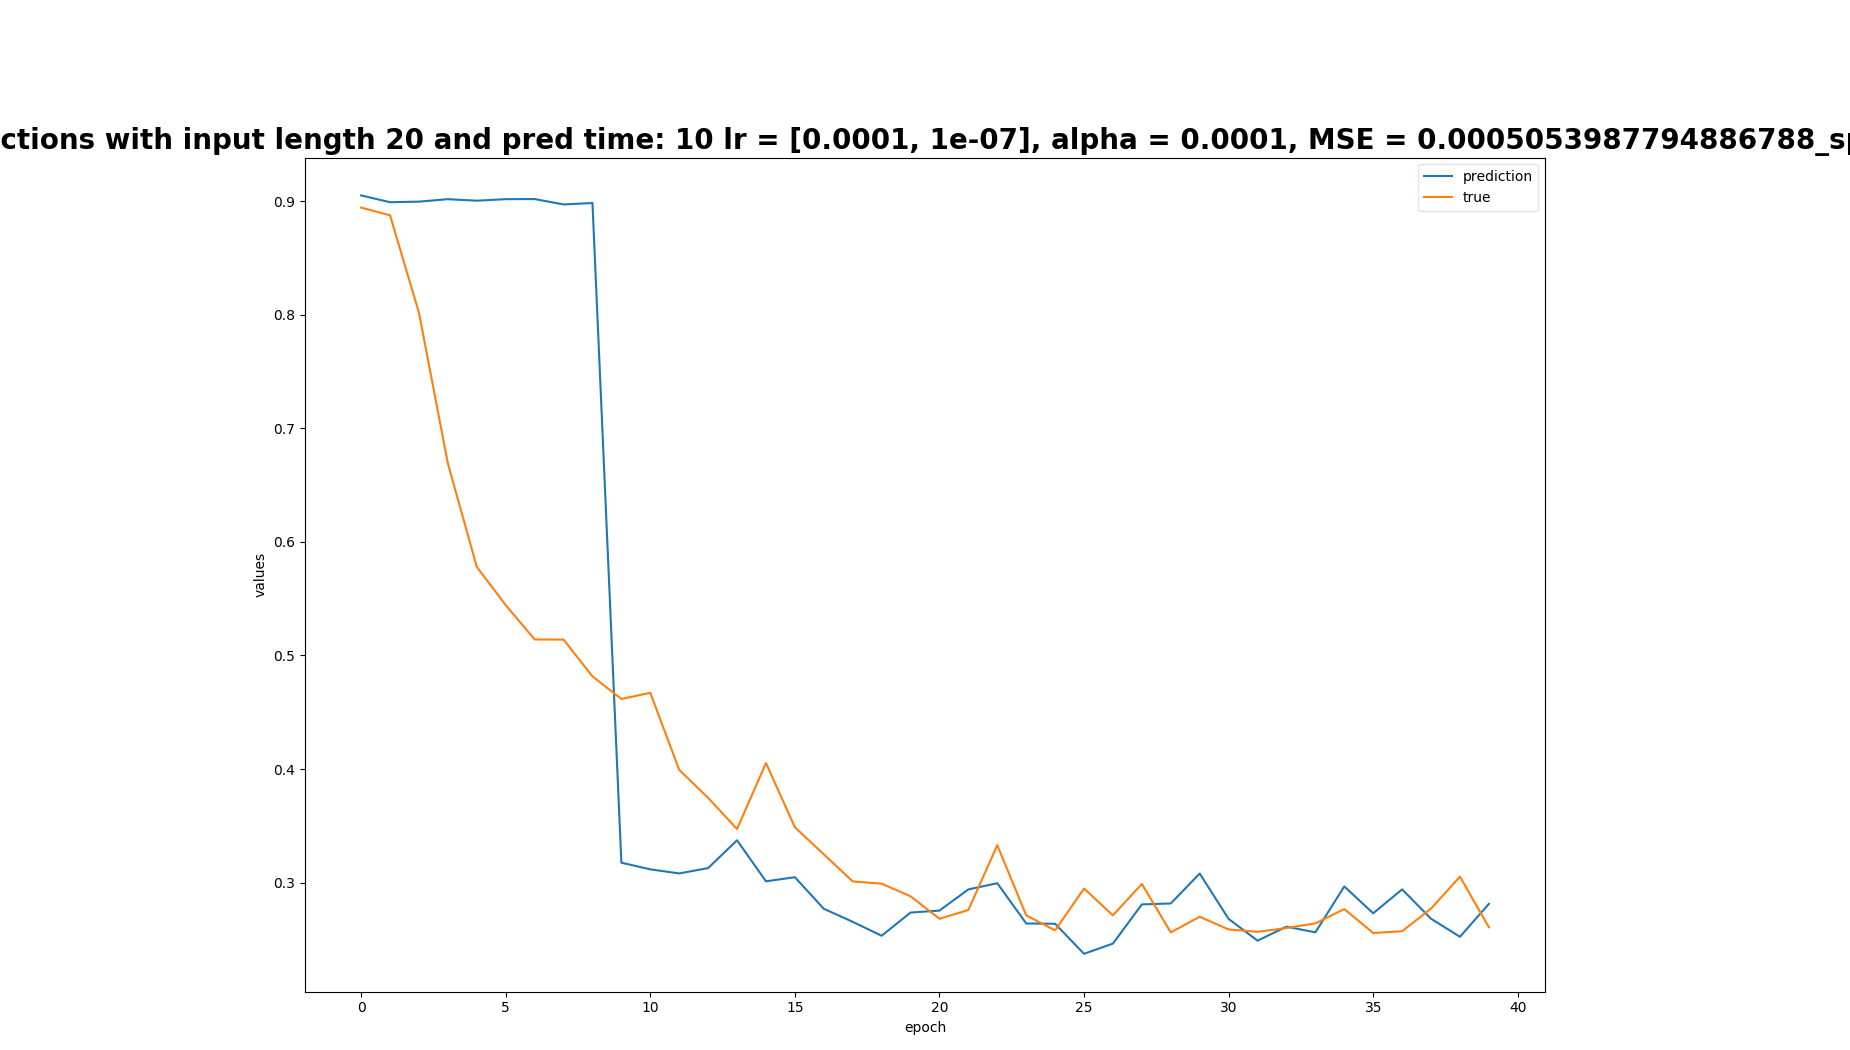 ctions with input length 20 and pred time: 10 lr = [0.0001, 1e-07], alpha = 0.0001, MSE = 0.0005053987794886788_sp
prediction
true
0.9
0.8
0.7
0.6
0.5
0.4
0.3
values
0 5 10 15 20 25 30 35 40
epoch